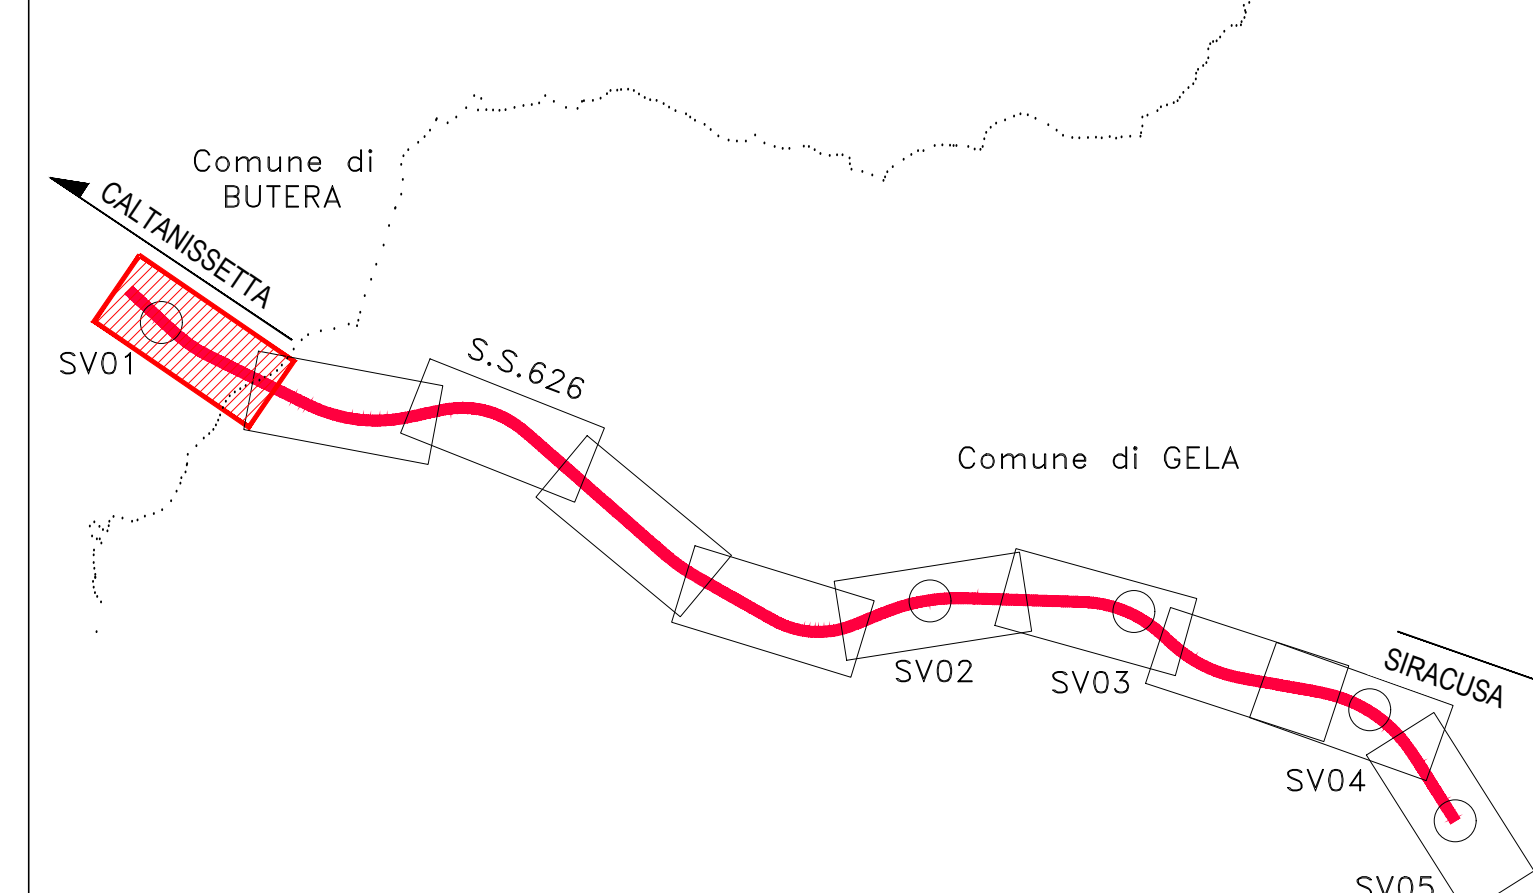 Comune di
BUTERA
CALTANISSETTA
SV01
S.S.626
Comune di GELA
SV02
SV03
SIRACUSA
SV04
SV05